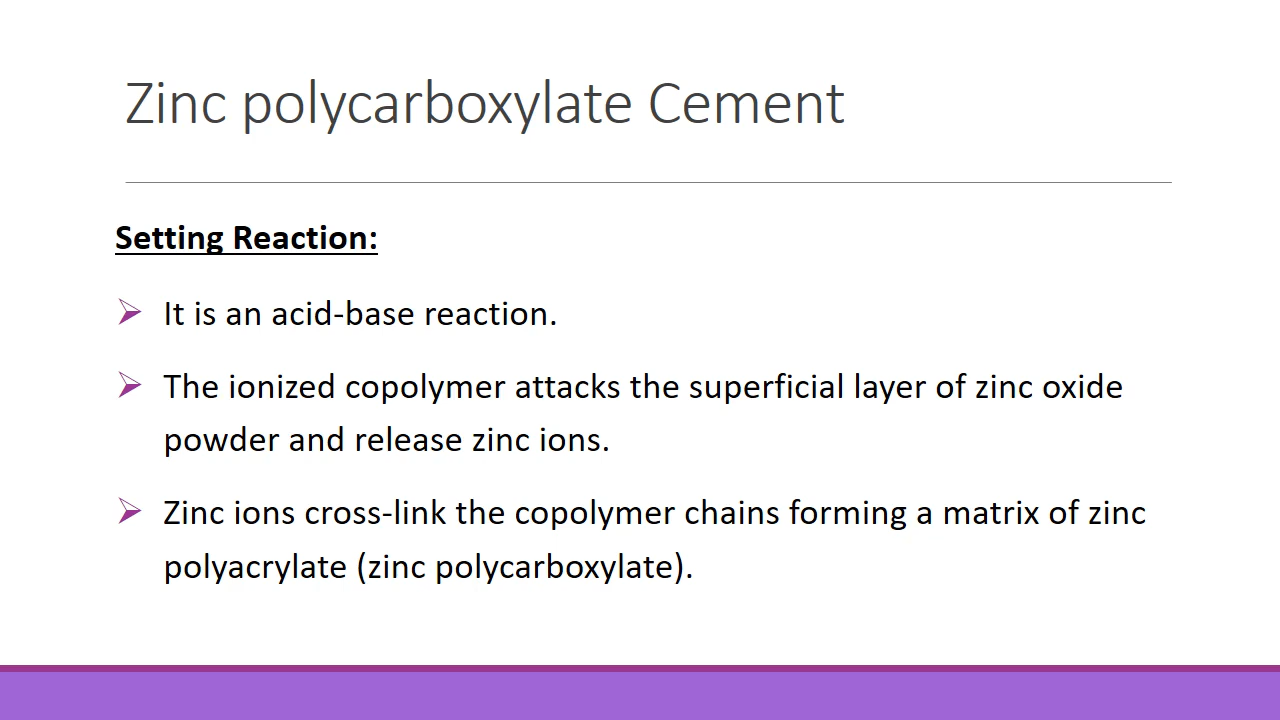 Zinc polycarboxylate Cement
Setting Reaction:
It is an acid-base reaction.
The ionized copolymer attacks the superficial layer of zinc oxide
powder and release zinc ions.
Zinc ions cross-link the copolymer chains forming a matrix of zinc
polyacrylate (zinc polycarboxylate).